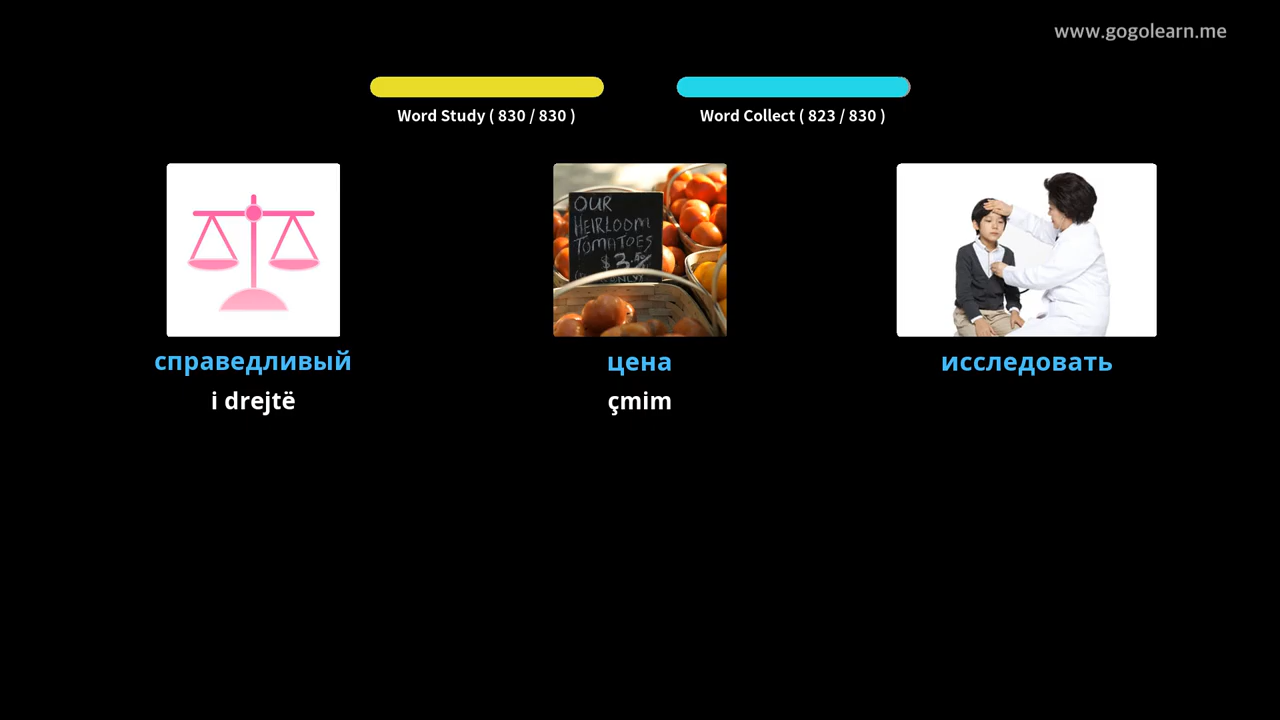 www.gogolearn.me
Word Study ( 830 / 830 )
Word Collect ( 823 / 830 )
OUR
HEIRLOOM
TOMATOES
справедливый
цена
исследовать
i drejtë
çmim